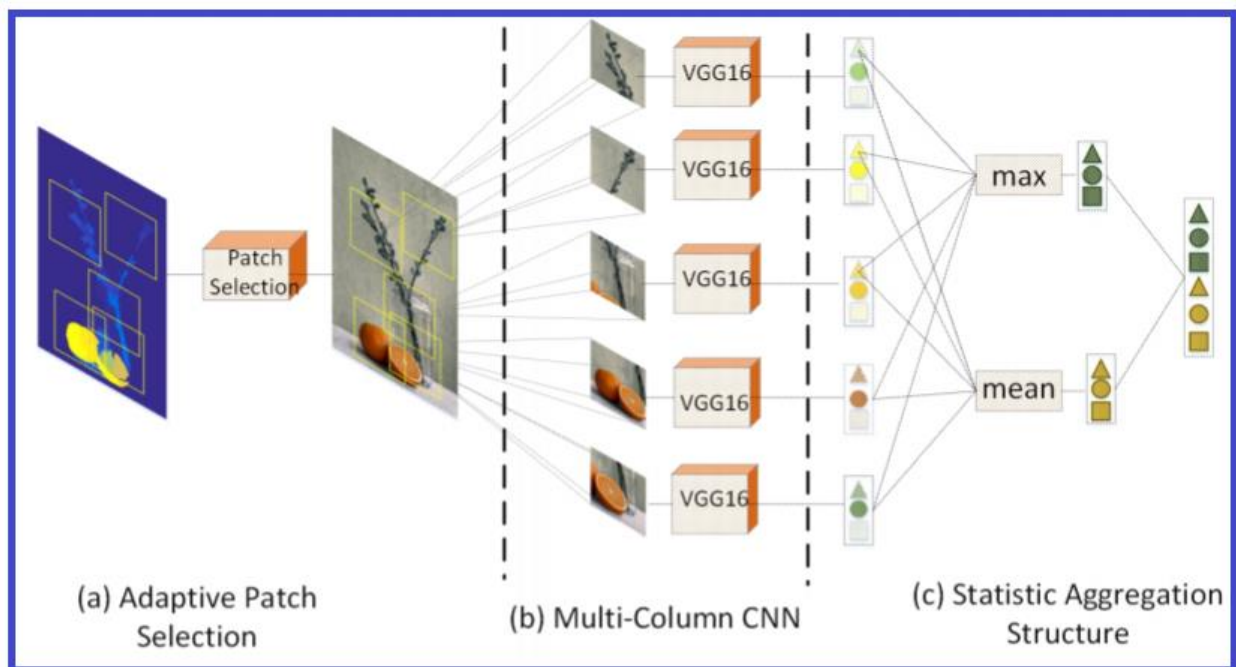 VGG16
VGG16
Patch
Selection
VGG16
max
VGG16
mean
VGG16
(a) Adaptive Patch
Selection
(b) Multi-Column CNN
(c) Statistic Aggregation
Structure